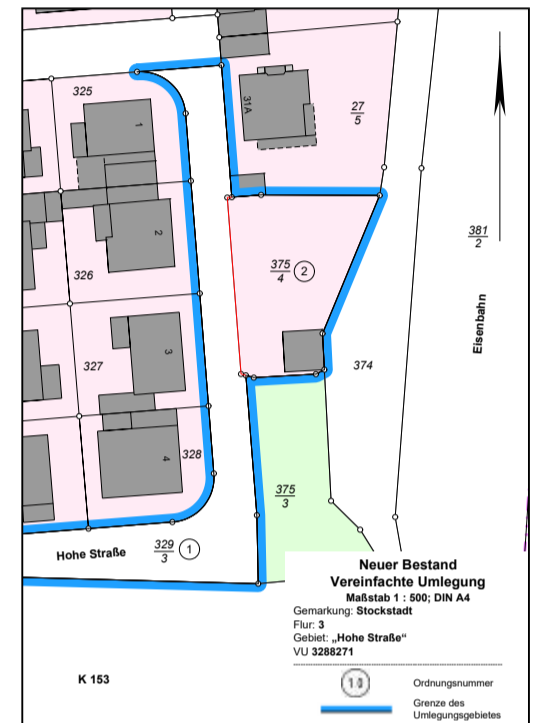 325
1
31A
27
5
2
326
375
4
2
381
2
Eisenbahn
327
3
374
4
328
375
3
Hohe Straße
329
3
1
Neuer Bestand
Vereinfachte Umlegung
Maßstab 1 : 500; DIN A4
Gemarkung: Stockstadt
Flur: 3
Gebiet: „Hohe Straße“
VU 3288271
K 153
10 Ordnungsnummer
Grenze des
Umlegungsgebietes